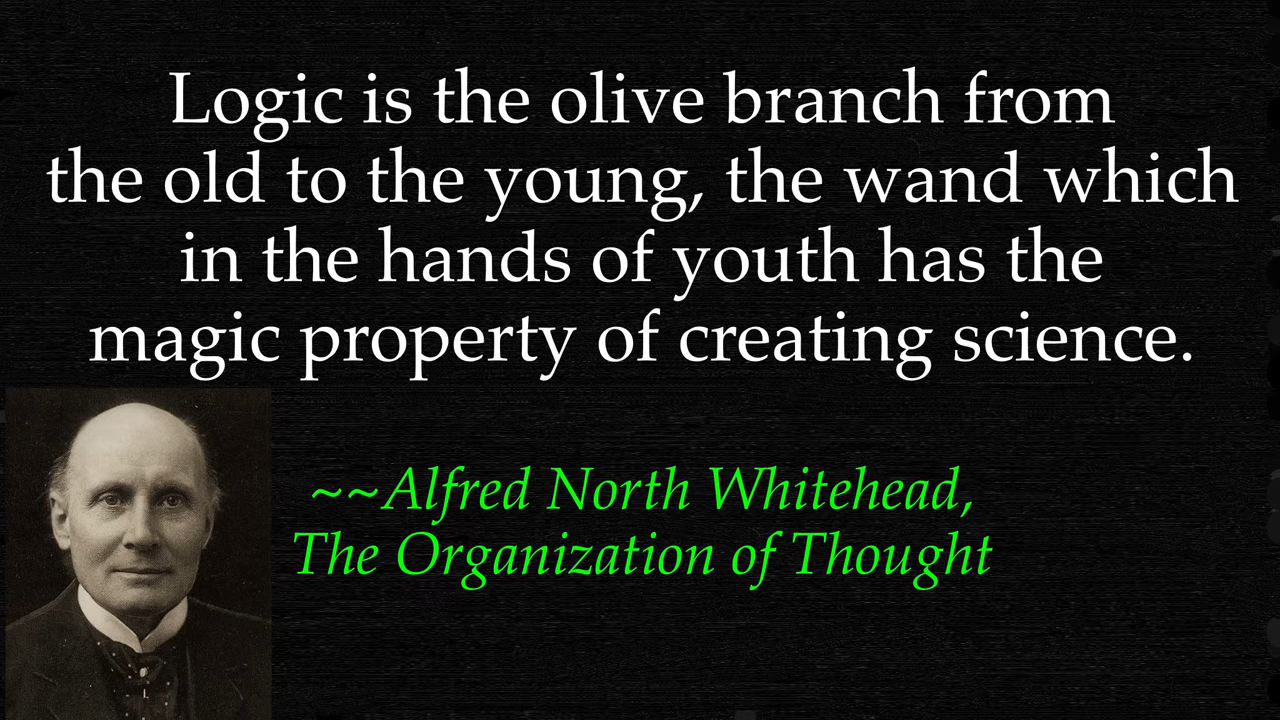 Logic is the olive branch from
the old to the young, the wand which
in the hands of youth has the
magic property of creating science.
~~Alfred North Whitehead,
The Organization of Thought